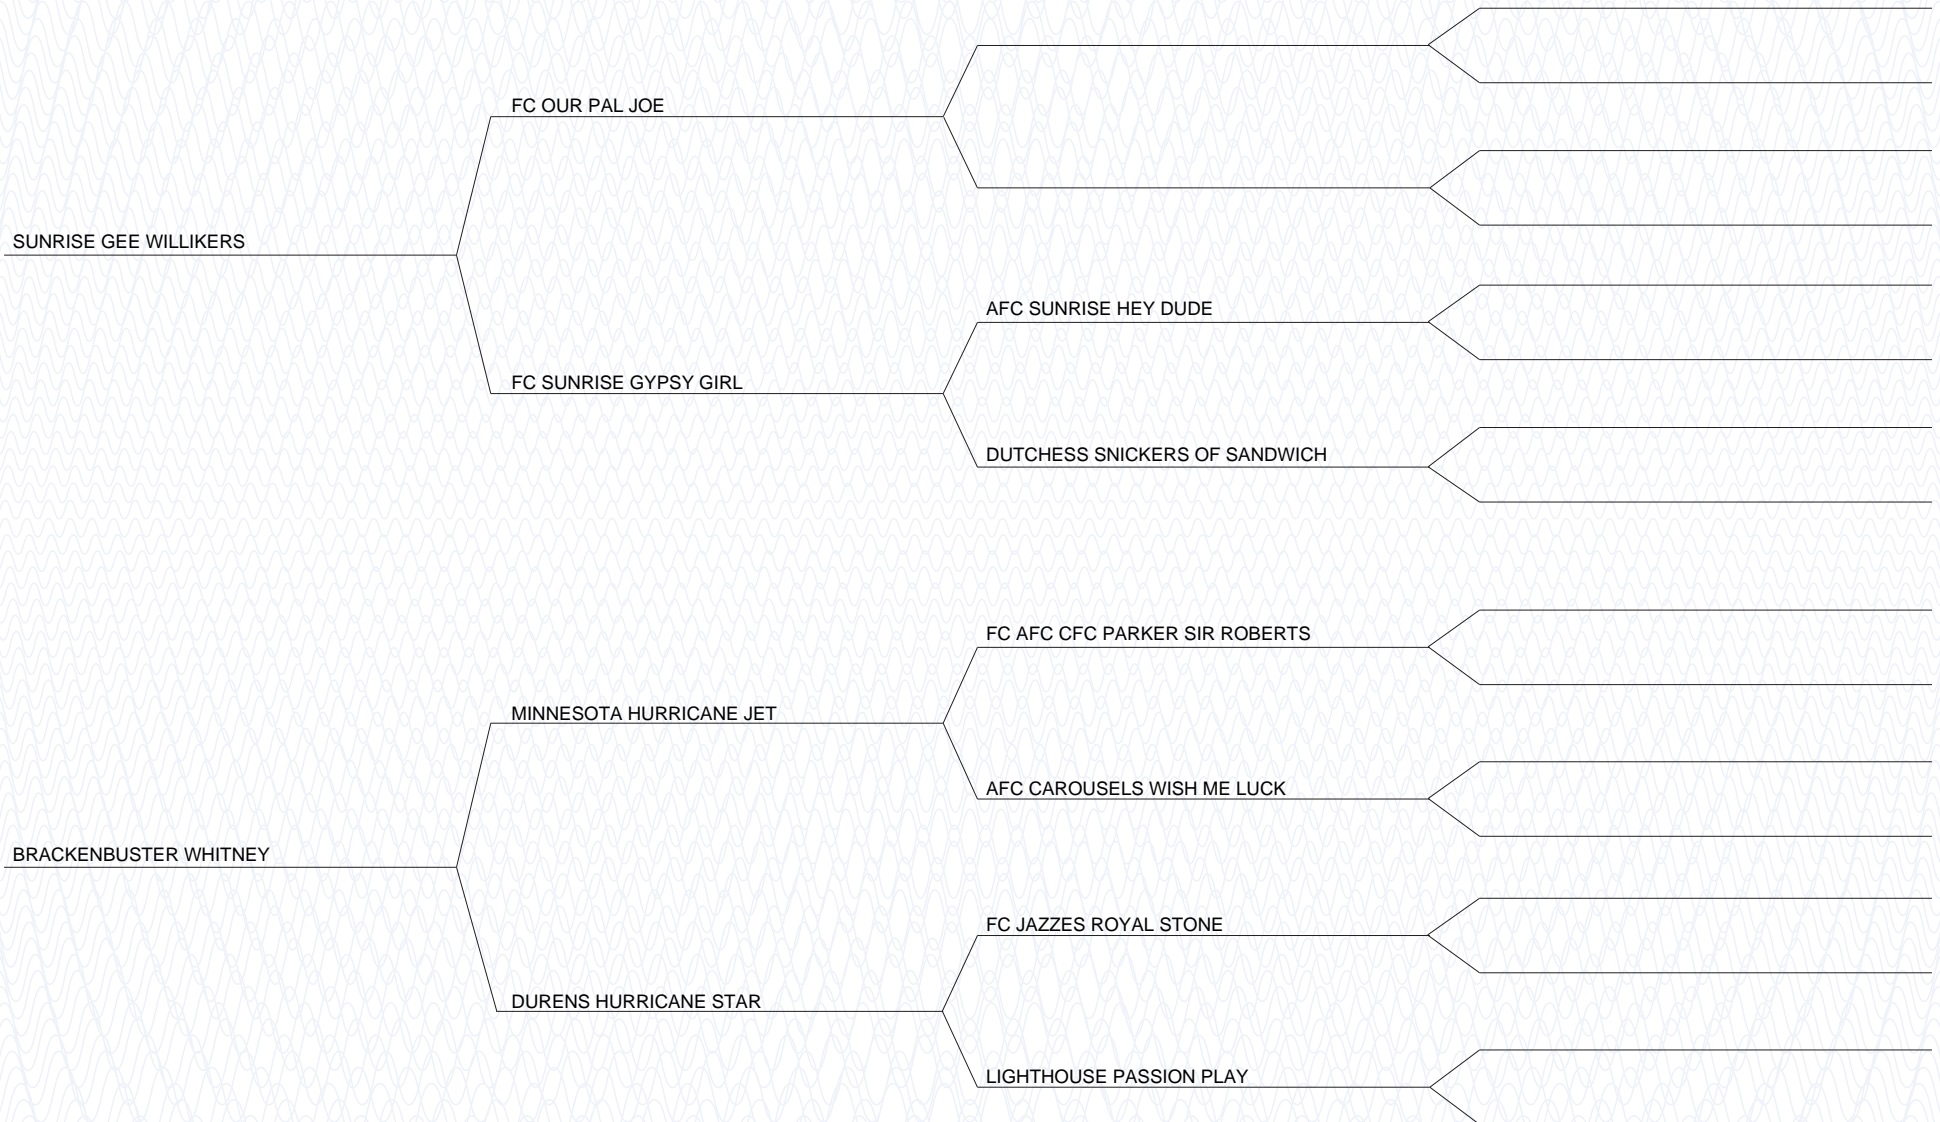 FC OUR PAL JOE
SUNRISE GEE WILLIKERS
AFC SUNRISE HEY DUDE
FC SUNRISE GYPSY GIRL
DUTCHESS SNICKERS OF SANDWICH
FC AFC CFC PARKER SIR ROBERTS
MINNESOTA HURRICANE JET
AFC CAROUSELS WISH ME LUCK
BRACKENBUSTER WHITNEY
FC JAZZES ROYAL STONE
DURENS HURRICANE STAR
LIGHTHOUSE PASSION PLAY